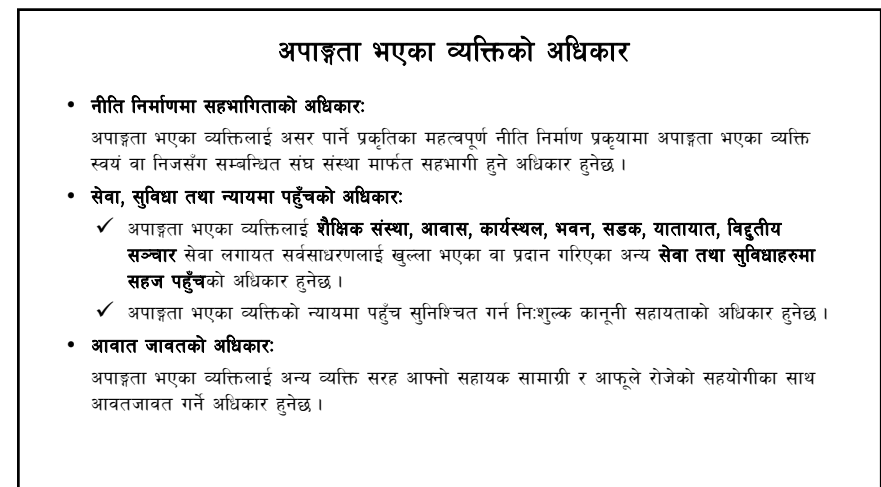 अपाङ्गता भएका व्यक्तिको अधिकार
• नीति निर्माणमा सहभागिताको अधिकारः
अपाङ्गता भएका व्यक्तिलाई असर पार्ने प्रकृतिका महत्वपूर्ण नीति निर्माण प्रकृयामा अपाङ्गता भएका व्यक्ति
स्वयं वा निजसँग सम्बन्धित संघ संस्था मार्फत सहभागी हुने अधिकार हुनेछ ।
• सेवा, सुविधा तथा न्यायमा पहुँचको अधिकारः
✓ अपाङ्गता भएका व्यक्तिलाई शैक्षिक संस्था, आवास, कार्यस्थल, भवन, सडक, यातायात, विद्दुतीय
सञ्चार सेवा लगायत सर्वसाधरणलाई खुल्ला भएका वा प्रदान गरिएका अन्य सेवा तथा सुविधाहरुमा
सहज पहुँचको अधिकार हुनेछ ।
✓ अपाङ्गता भएका व्यक्तिको न्यायमा पहुँच सुनिश्चित गर्न निःशुल्क कानूनी सहायताको अधिकार हुनेछ ।
• आवात जावतको अधिकारः
अपाङ्गता भएका व्यक्तिलाई अन्य व्यक्ति सरह आफ्नो सहायक सामाग्री र आफूले रोजेको सहयोगीका साथ
आवतजावत गर्ने अधिकार हुनेछ ।